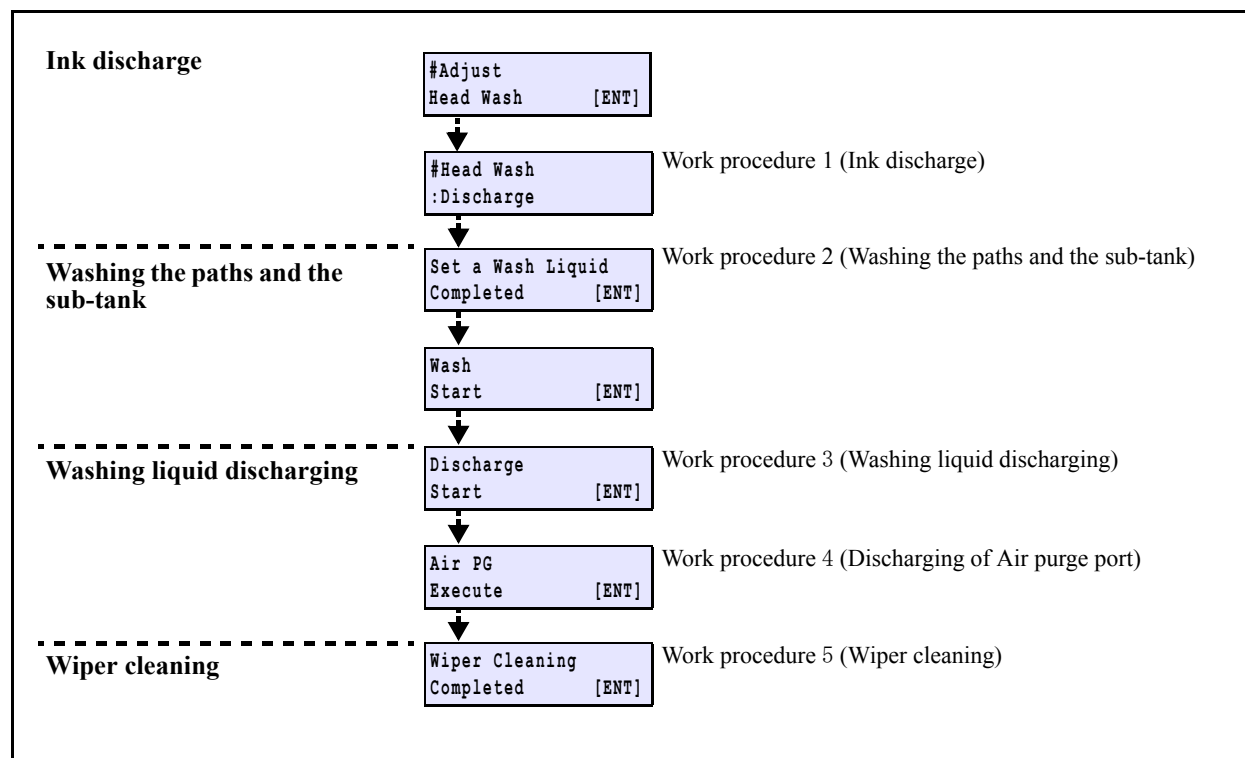 Ink discharge
#Adjust
Head Wash [ENT]
#Head Wash
:Discharge
Work procedure 1 (Ink discharge)
Washing the paths and the
sub-tank
Set a Wash Liquid
Completed [ENT]
Work procedure 2 (Washing the paths and the sub-tank)
Wash
Start [ENT]
Washing liquid discharging
Discharge
Start [ENT]
Work procedure 3 (Washing liquid discharging)
Air PG
Execute [ENT]
Work procedure 4 (Discharging of Air purge port)
Wiper cleaning
Wiper Cleaning
Completed [ENT]
Work procedure 5 (Wiper cleaning)